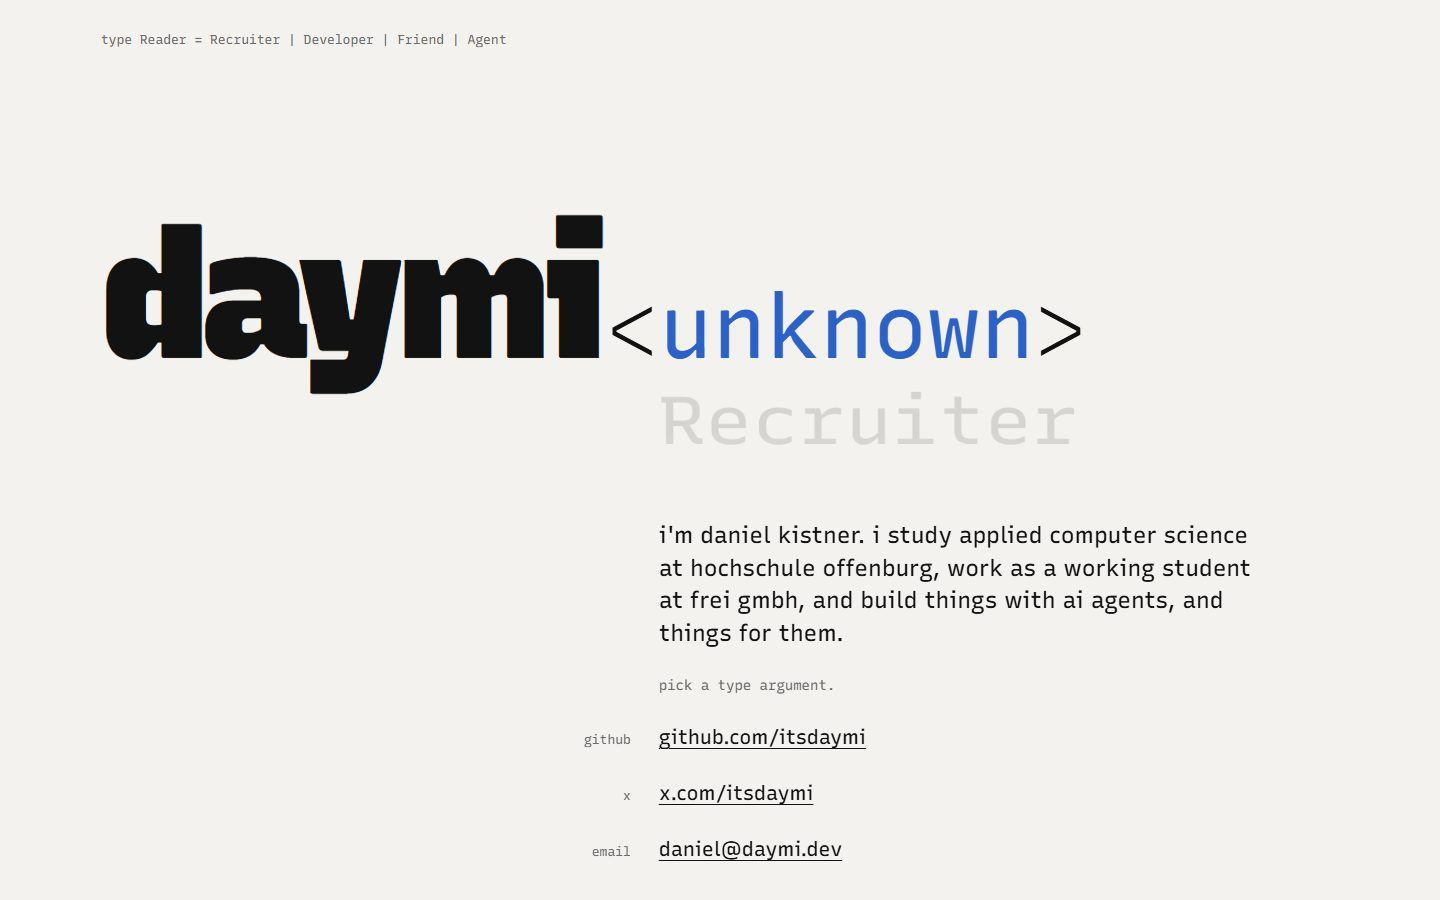 type Reader = Recruiter | Developer | Friend | Agent
daymi<unknown>
Recruiter
i'm daniel kistner. i study applied computer science
at hochschule offenburg, work as a working student
at frei gmbh, and build things with ai agents, and
things for them.
pick a type argument.
github github.com/itsdaymi
x x.com/itsdaymi
email daniel@daymi.dev